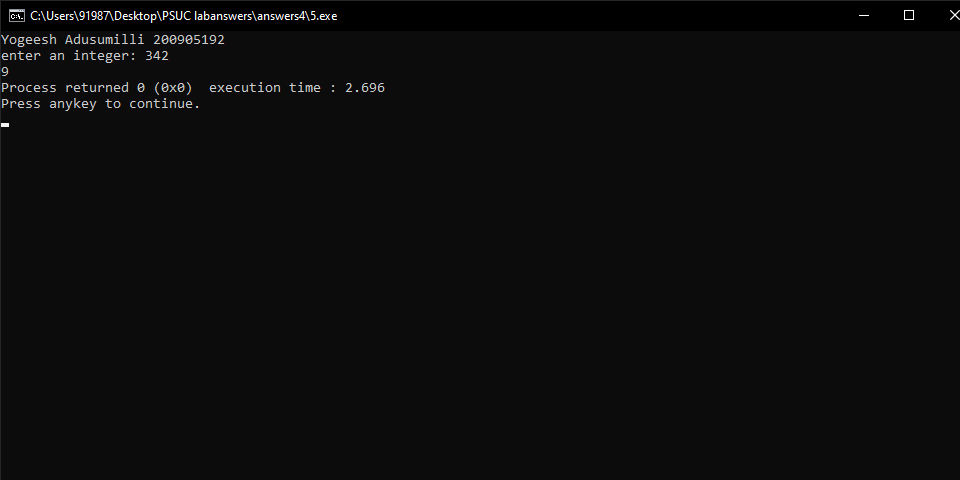 C:\Users\91987\Desktop\PSUC labanswers\answers4\5.exe
Yogeesh Adusumilli 200905192
enter an integer: 342
9
Process returned 0 (0x0)  execution time : 2.696
Press anykey to continue.